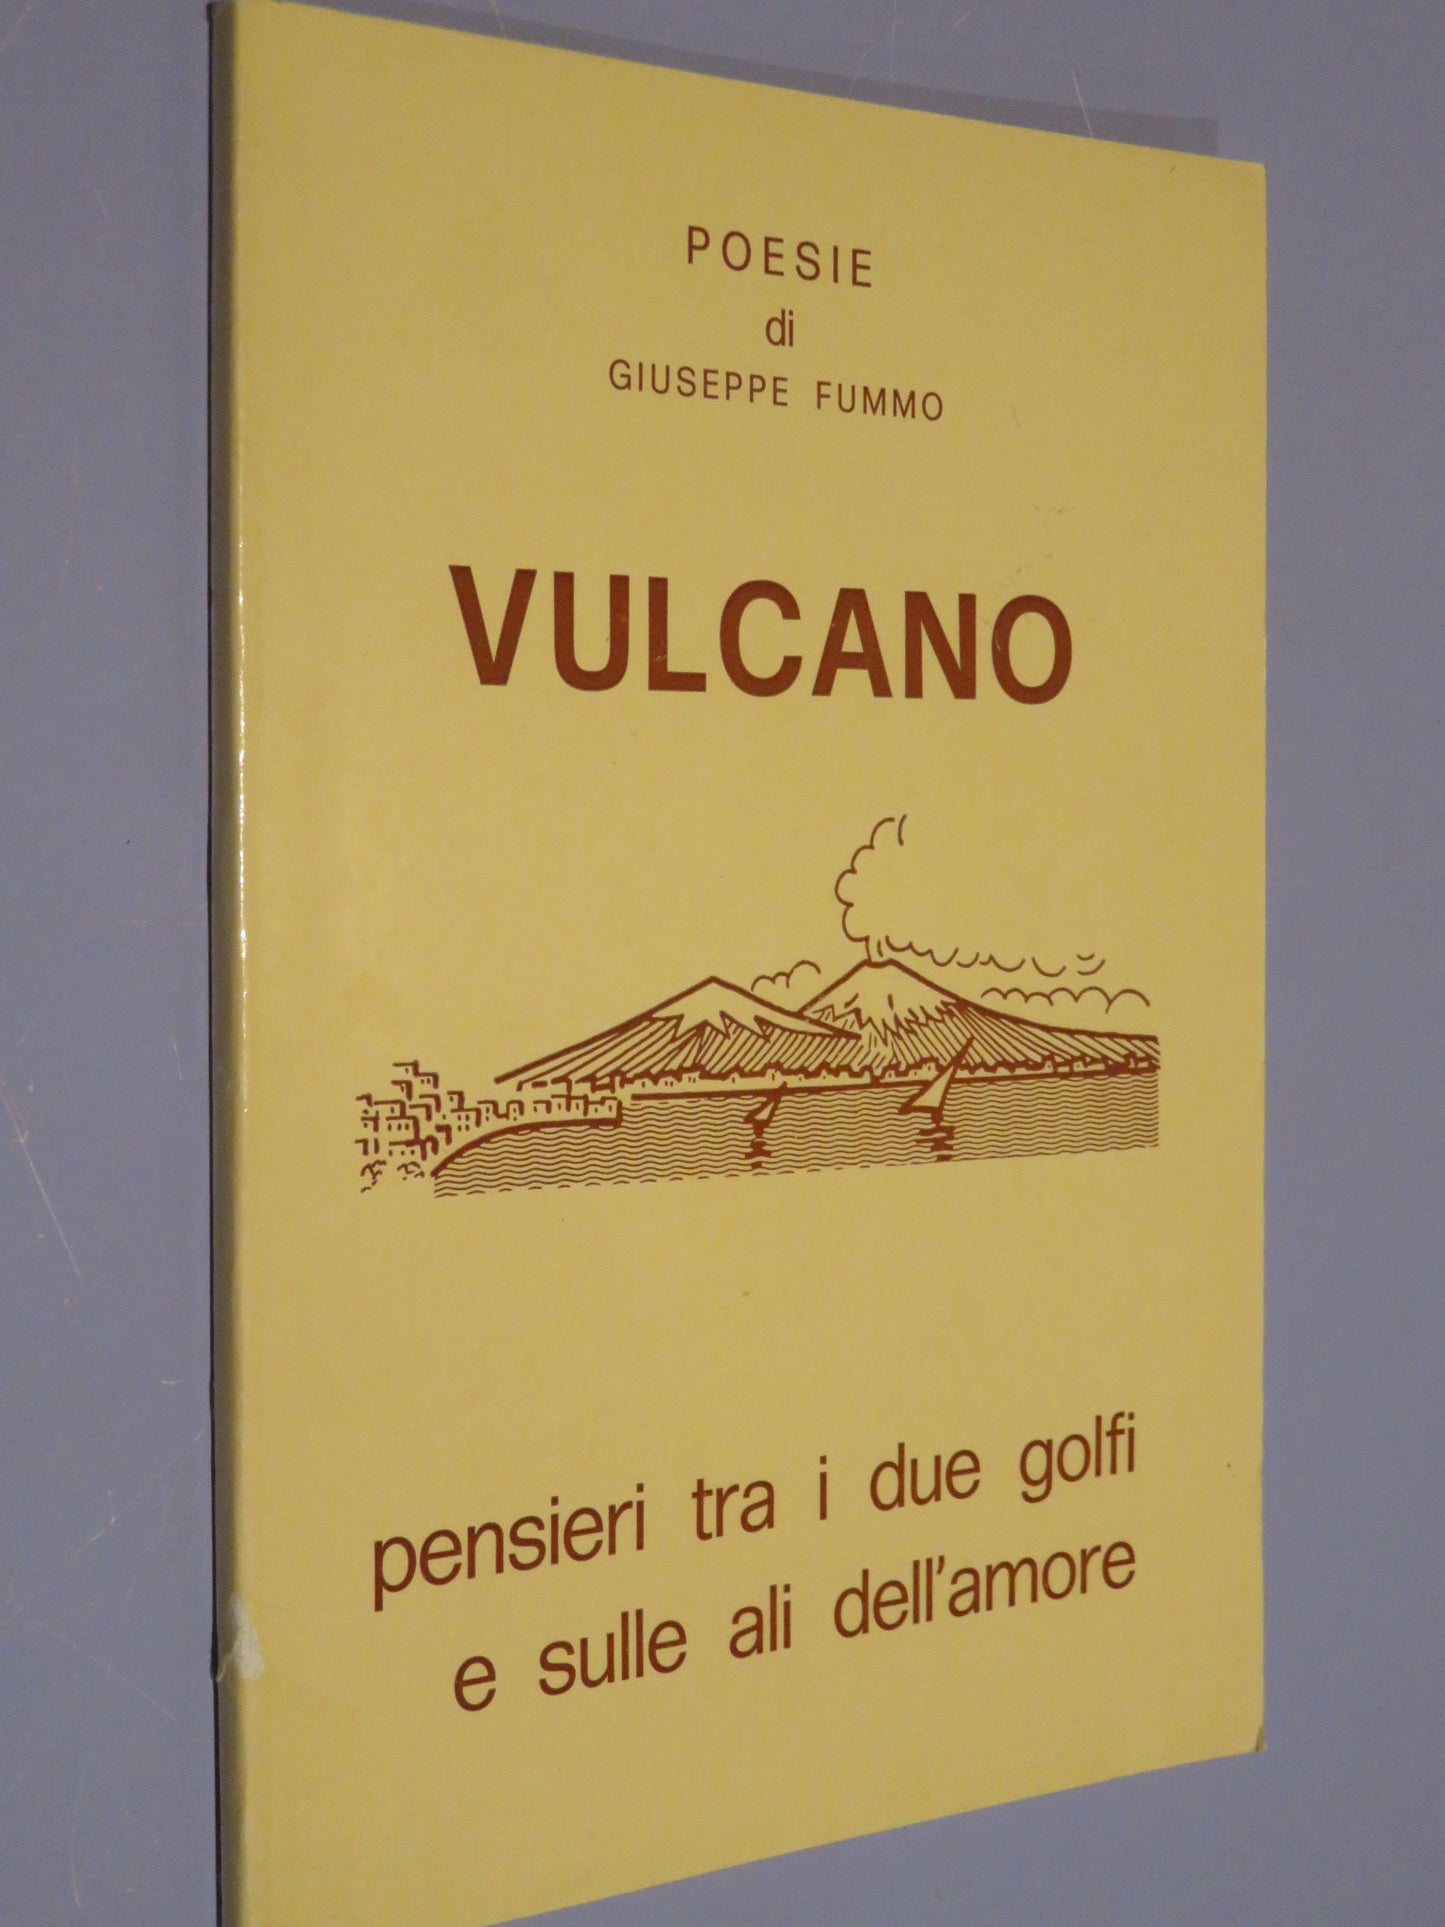 POESIE
di
GIUSEPPE FUMMO
VULCANO
pensieri tra i due golfi
e sulle ali dell'amore